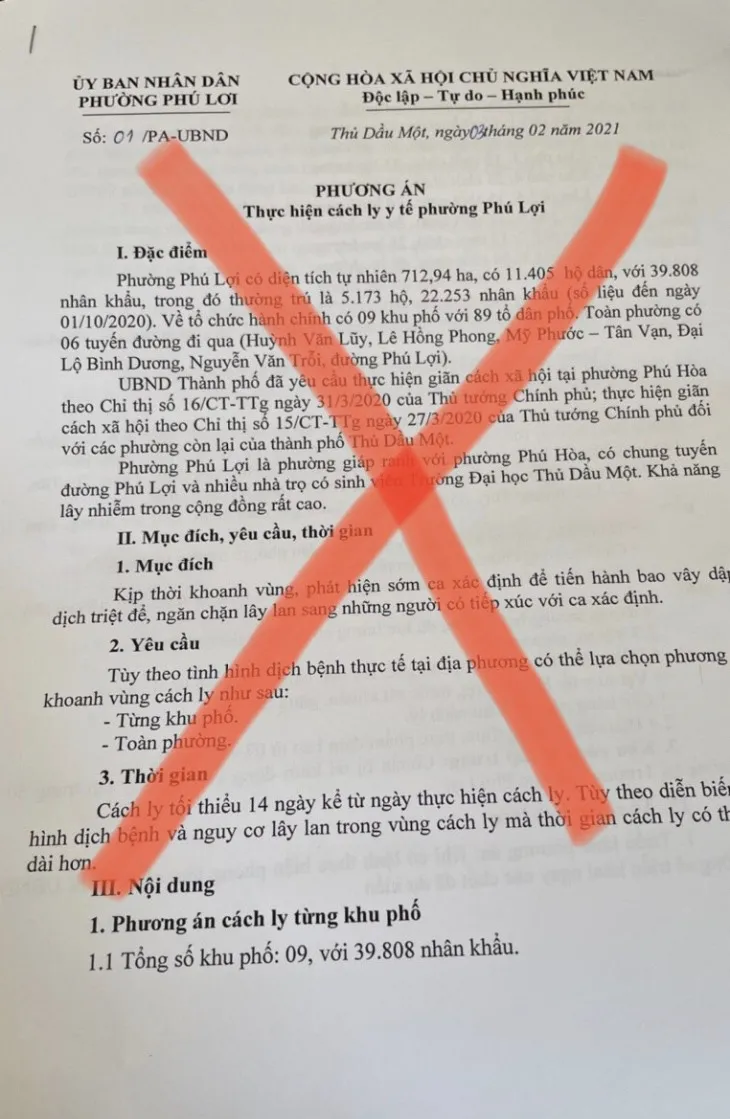 ỦY BAN NHÂN DÂN
PHƯỜNG PHÚ LỢI
CỘNG HÒA XÃ HỘI CHỦ NGHĨA VIỆT NAM
Độc lập – Tự do – Hạnh phúc
Số: 01 /PA-UBND
Thủ Dầu Một, ngày 03 tháng 02 năm 2021
PHƯƠNG ÁN
Thực hiện cách ly y tế phường Phú Lợi
I. Đặc điểm
Phường Phú Lợi có diện tích tự nhiên 712,94 ha, có 11.405 hộ dân, với 39.808
nhân khẩu, trong đó thường trú là 5.173 hộ, 22.253 nhân khẩu (số liệu đến ngày
01/10/2020). Về tổ chức hành chính có 09 khu phố với 89 tổ dân phố. Toàn phường có
06 tuyến đường đi qua (Huỳnh Văn Lũy, Lê Hồng Phong, Mỹ Phước – Tân Vạn, Đại
Lộ Bình Dương, Nguyễn Văn Trỗi, đường Phú Lợi).
UBND Thành phố đã yêu cầu thực hiện giãn cách xã hội tại phường Phú Hòa
theo Chỉ thị số 16/CT-TTg ngày 31/3/2020 của Thủ tướng Chính phủ; thực hiện giãn
cách xã hội theo Chỉ thị số 15/CT-TTg ngày 27/3/2020 của Thủ tướng Chính phủ đối
với các phường còn lại của thành phố Thủ Dầu Một.
Phường Phú Lợi là phường giáp ranh với phường Phú Hòa, có chung tuyến
đường Phú Lợi và nhiều nhà trọ có sinh viên Trường Đại học Thủ Dầu Một. Khả năng
lây nhiễm trong cộng đồng rất cao.
II. Mục đích, yêu cầu, thời gian
1. Mục đích
Kịp thời khoanh vùng, phát hiện sớm ca xác định để tiến hành bao vây dập
dịch triệt để, ngăn chặn lây lan sang những người có tiếp xúc với ca xác định.
2. Yêu cầu
Tùy theo tình hình dịch bệnh thực tế tại địa phương có thể lựa chọn phương
khoanh vùng cách ly như sau:
- Từng khu phố.
- Toàn phường.
3. Thời gian
Cách ly tối thiểu 14 ngày kể từ ngày thực hiện cách ly. Tùy theo diễn biến
hình dịch bệnh và nguy cơ lây lan trong vùng cách ly mà thời gian cách ly có th
dài hơn.
III. Nội dung
1. Phương án cách ly từng khu phố
1.1 Tổng số khu phố: 09, với 39.808 nhân khẩu.